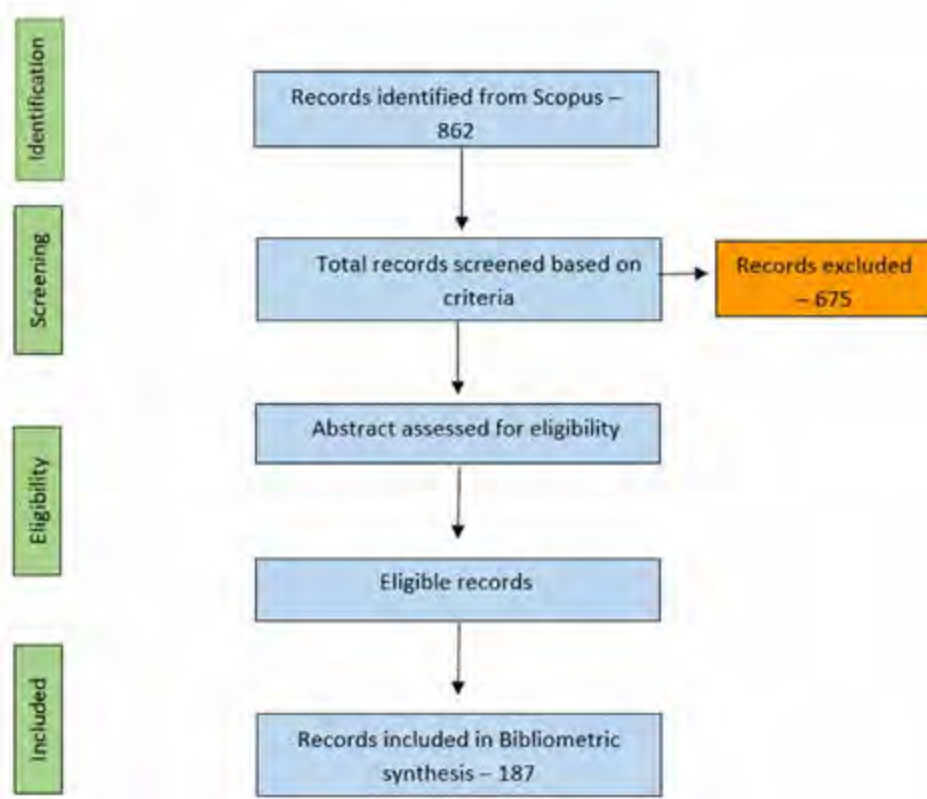 Identification
Records identified from Scopus –
862
Screening
Total records screened based on
criteria
Records excluded
– 675
Eligibility
Abstract assessed for eligibility
Eligible records
Included
Records included in Bibliometric
synthesis – 187